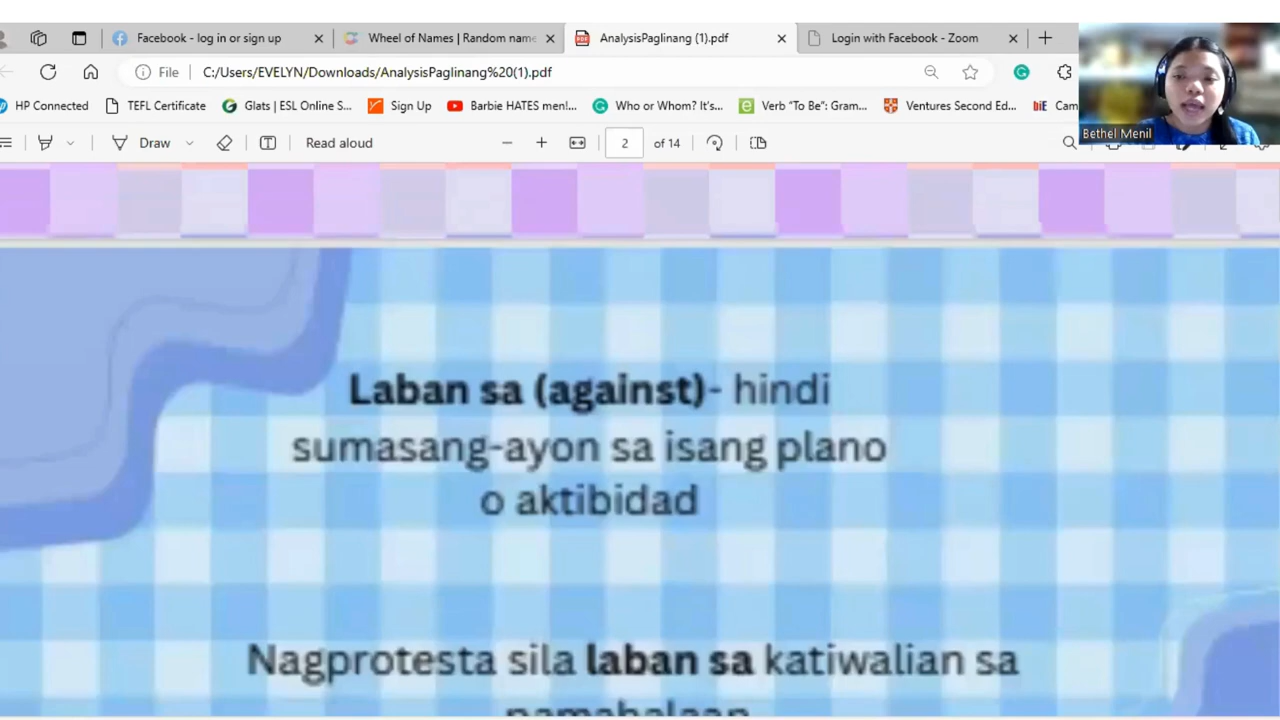 Facebook - log in or sign up
Wheel of Names | Random name
AnalysisPaglinang (1).pdf
Login with Facebook - Zoom
File
C:/Users/EVELYN/Downloads/AnalysisPaglinang%20(1).pdf
HP Connected
TEFL Certificate
Glats | ESL Online S...
Sign Up
Barbie HATES men!...
Who or Whom? It's...
Verb "To Be": Gram...
Ventures Second Ed...
Cam
Bethel Menil
Draw
Read aloud
2 of 14
Laban sa (against)- hindi
sumasang-ayon sa isang plano
o aktibidad
Nagprotesta sila laban sa katiwalian sa
pamahalaan